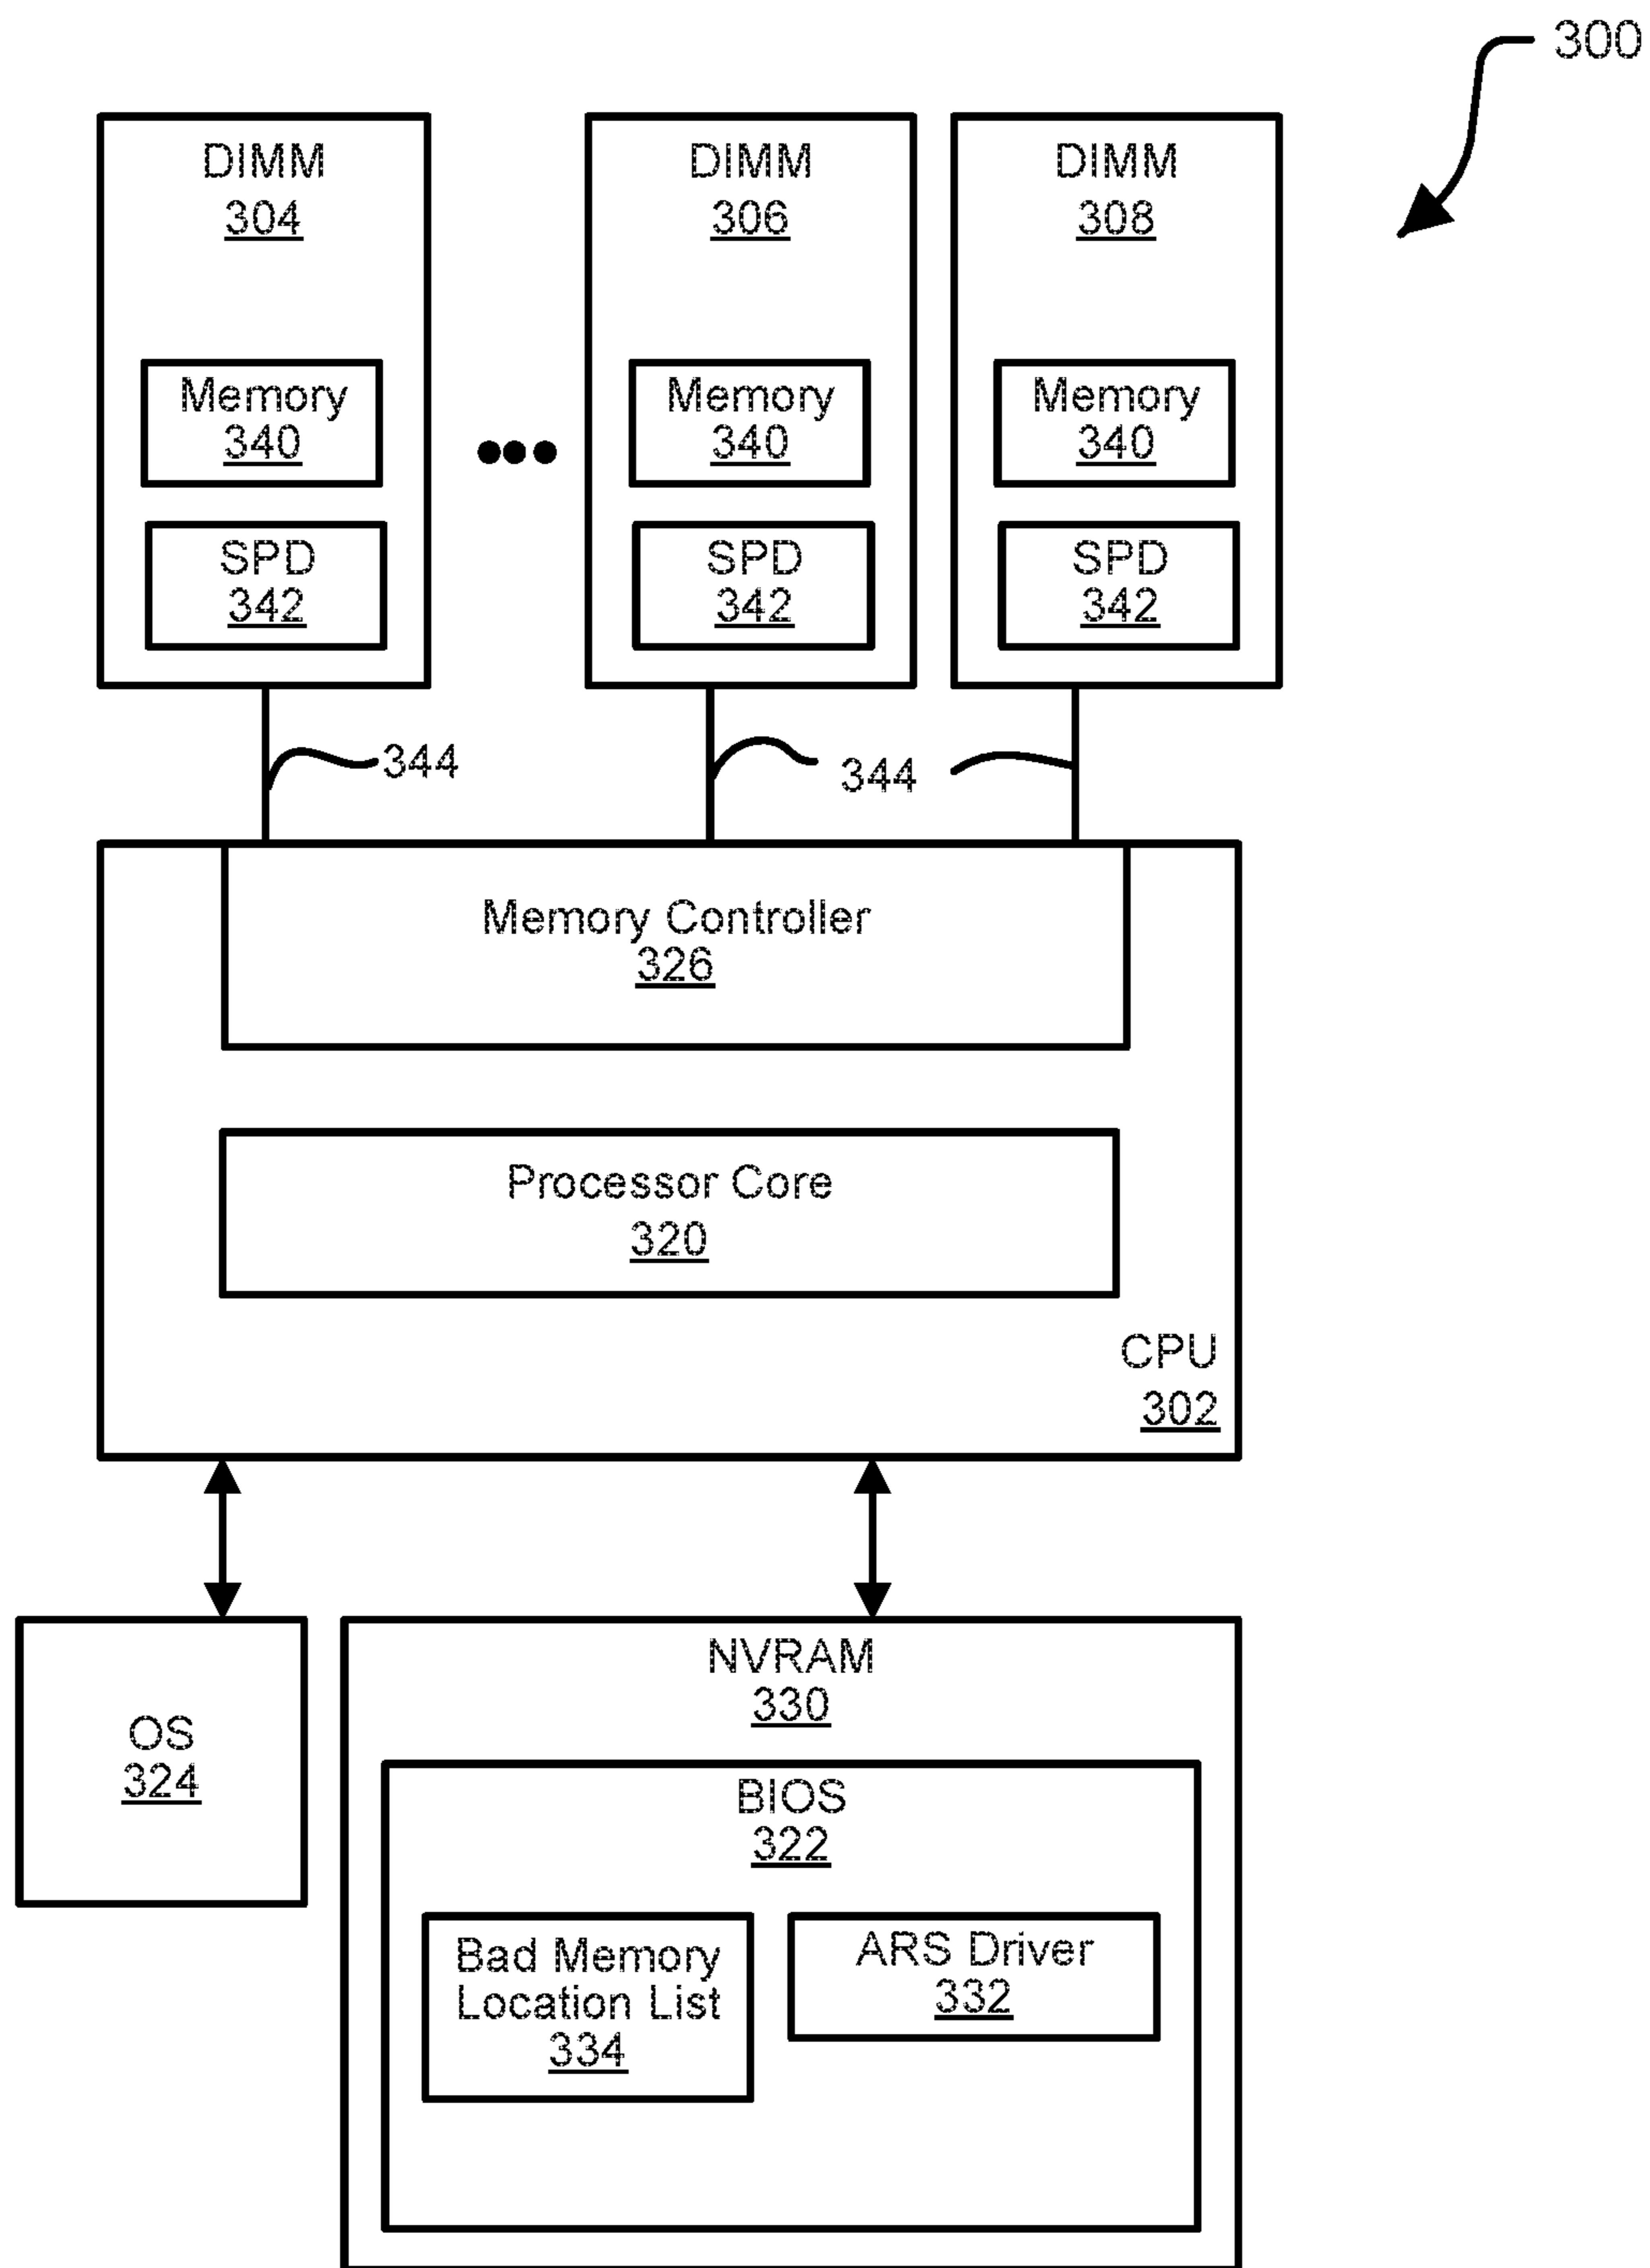 300
DIMM
304
Memory
340
SPD
342
DIMM
306
Memory
340
SPD
342
DIMM
308
Memory
340
SPD
342
344
344
Memory Controller
326
Processor Core
320
CPU
302
OS
324
NVRAM
330
BIOS
322
Bad Memory
Location List
334
ARS Driver
332